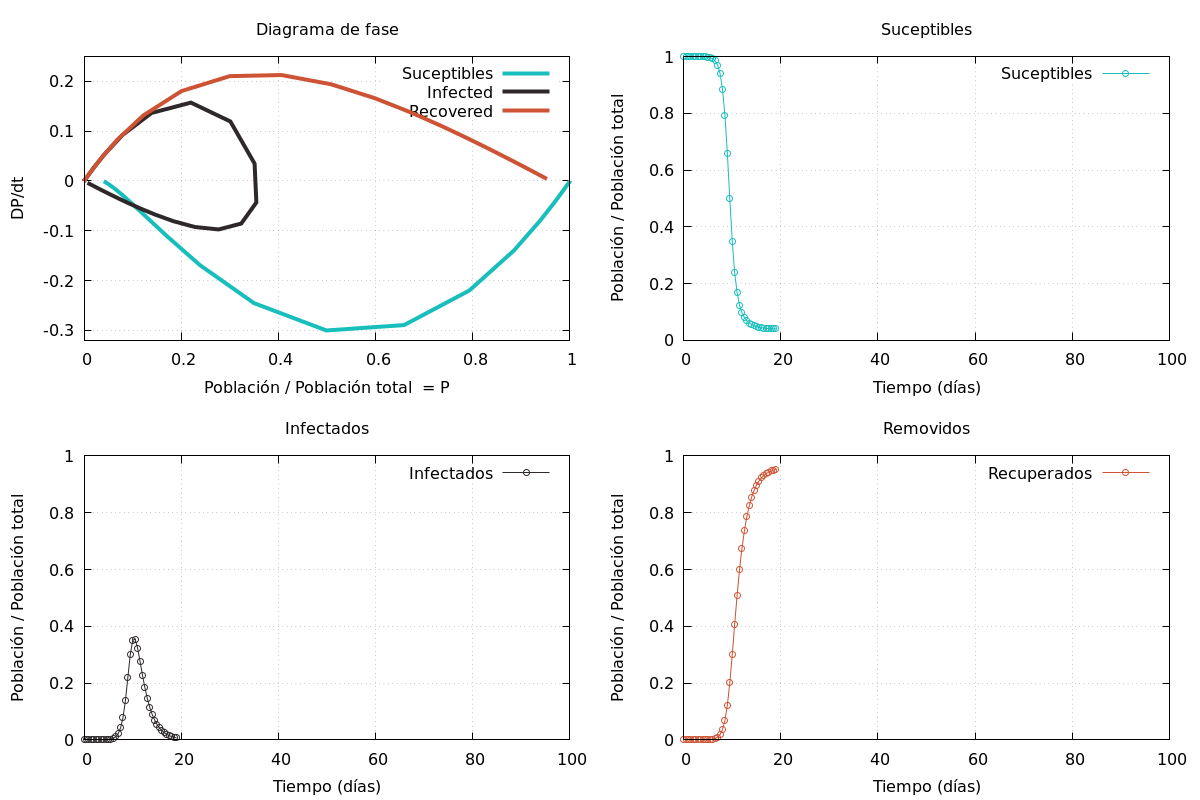 Diagrama de fase
Suceptibles
Infected
Recovered
0.2
0.1
0
-0.1
-0.2
-0.3
0 0.2 0.4 0.6 0.8 1
DP/dt
Población / Población total = P
Suceptibles
Suceptibles
1
0.8
0.6
0.4
0.2
0
0 20 40 60 80 100
Población / Población total
Tiempo (días)
Infectados
Infectados
1
0.8
0.6
0.4
0.2
0
0 20 40 60 80 100
Población / Población total
Tiempo (días)
Removidos
Recuperados
1
0.8
0.6
0.4
0.2
0
0 20 40 60 80 100
Población / Población total
Tiempo (días)